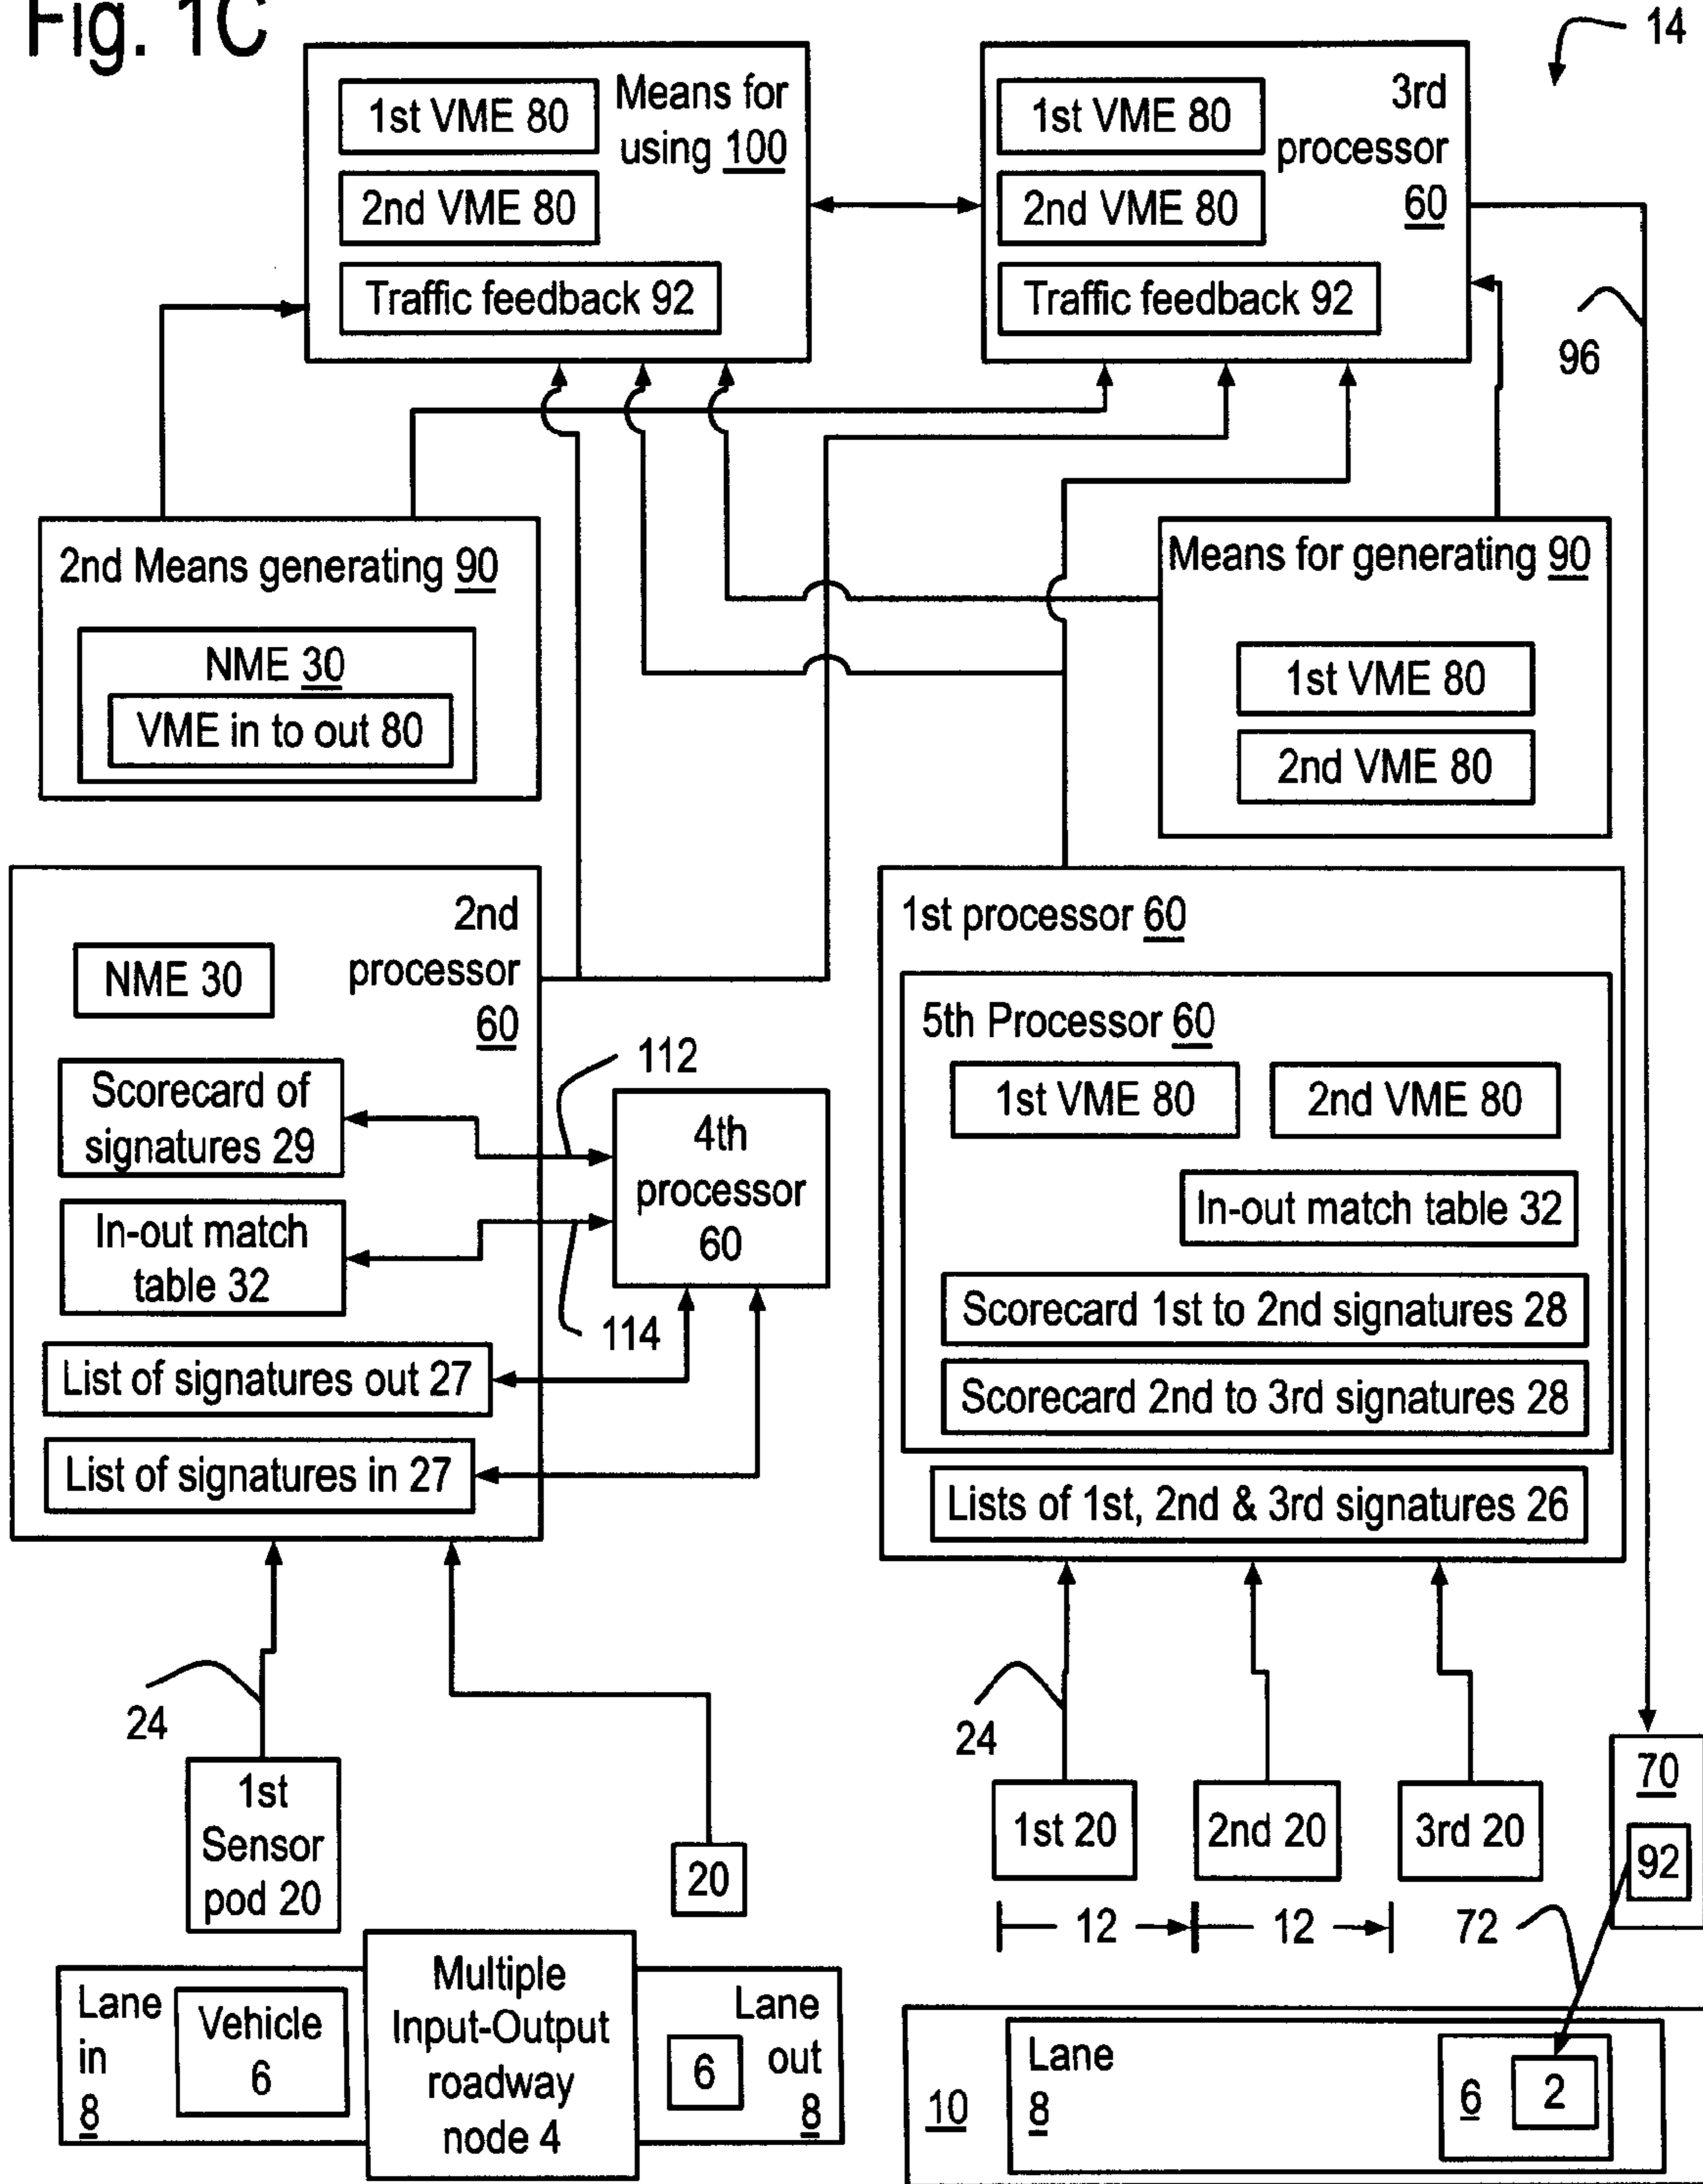 Fig. 1C
14
1st VME 80
Means for
using 100
2nd VME 80
Traffic feedback 92
1st VME 80
3rd
processor
60
2nd VME 80
Traffic feedback 92
96
2nd Means generating 90
NME 30
VME in to out 80
Means for generating 90
1st VME 80
2nd VME 80
2nd
processor
60
NME 30
Scorecard of
signatures 29
In-out match
table 32
List of signatures out 27
List of signatures in 27
112
4th
processor
60
114
1st processor 60
5th Processor 60
1st VME 80
2nd VME 80
In-out match table 32
Scorecard 1st to 2nd signatures 28
Scorecard 2nd to 3rd signatures 28
Lists of 1st, 2nd & 3rd signatures 26
24
1st
Sensor
pod 20
20
24
1st 20
2nd 20
3rd 20
70
92
12
12
72
Lane
in
8
Vehicle
6
Multiple
Input-Output
roadway
node 4
6
Lane
out
8
10
Lane
8
6
2